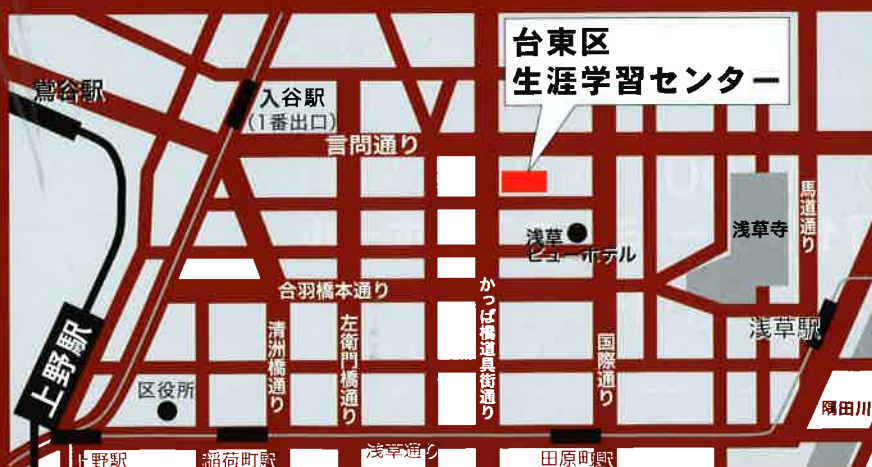 台東区
生涯学習センター
鶯谷駅
入谷駅
(1番出口)
言問通り
馬道通り
浅草寺
浅草
ビューホテル
合羽橋本通り
かっぱ橋道具街通り
清洲橋通り
左衛門橋通り
国際通り
浅草駅
上野駅
区役所
隅田川
上野駅
稲荷町駅
浅草通り
田原町駅